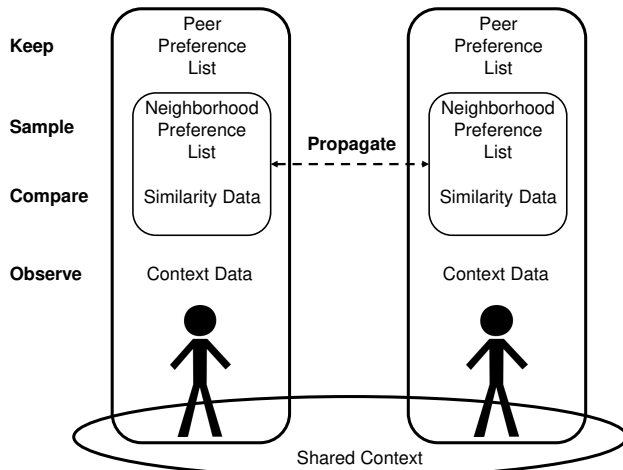 Keep
Peer
Preference
List
Peer
Preference
List
Sample
Neighborhood
Preference
List
Propagate
Neighborhood
Preference
List
Compare
Similarity Data
Similarity Data
Observe
Context Data
Context Data
Shared Context